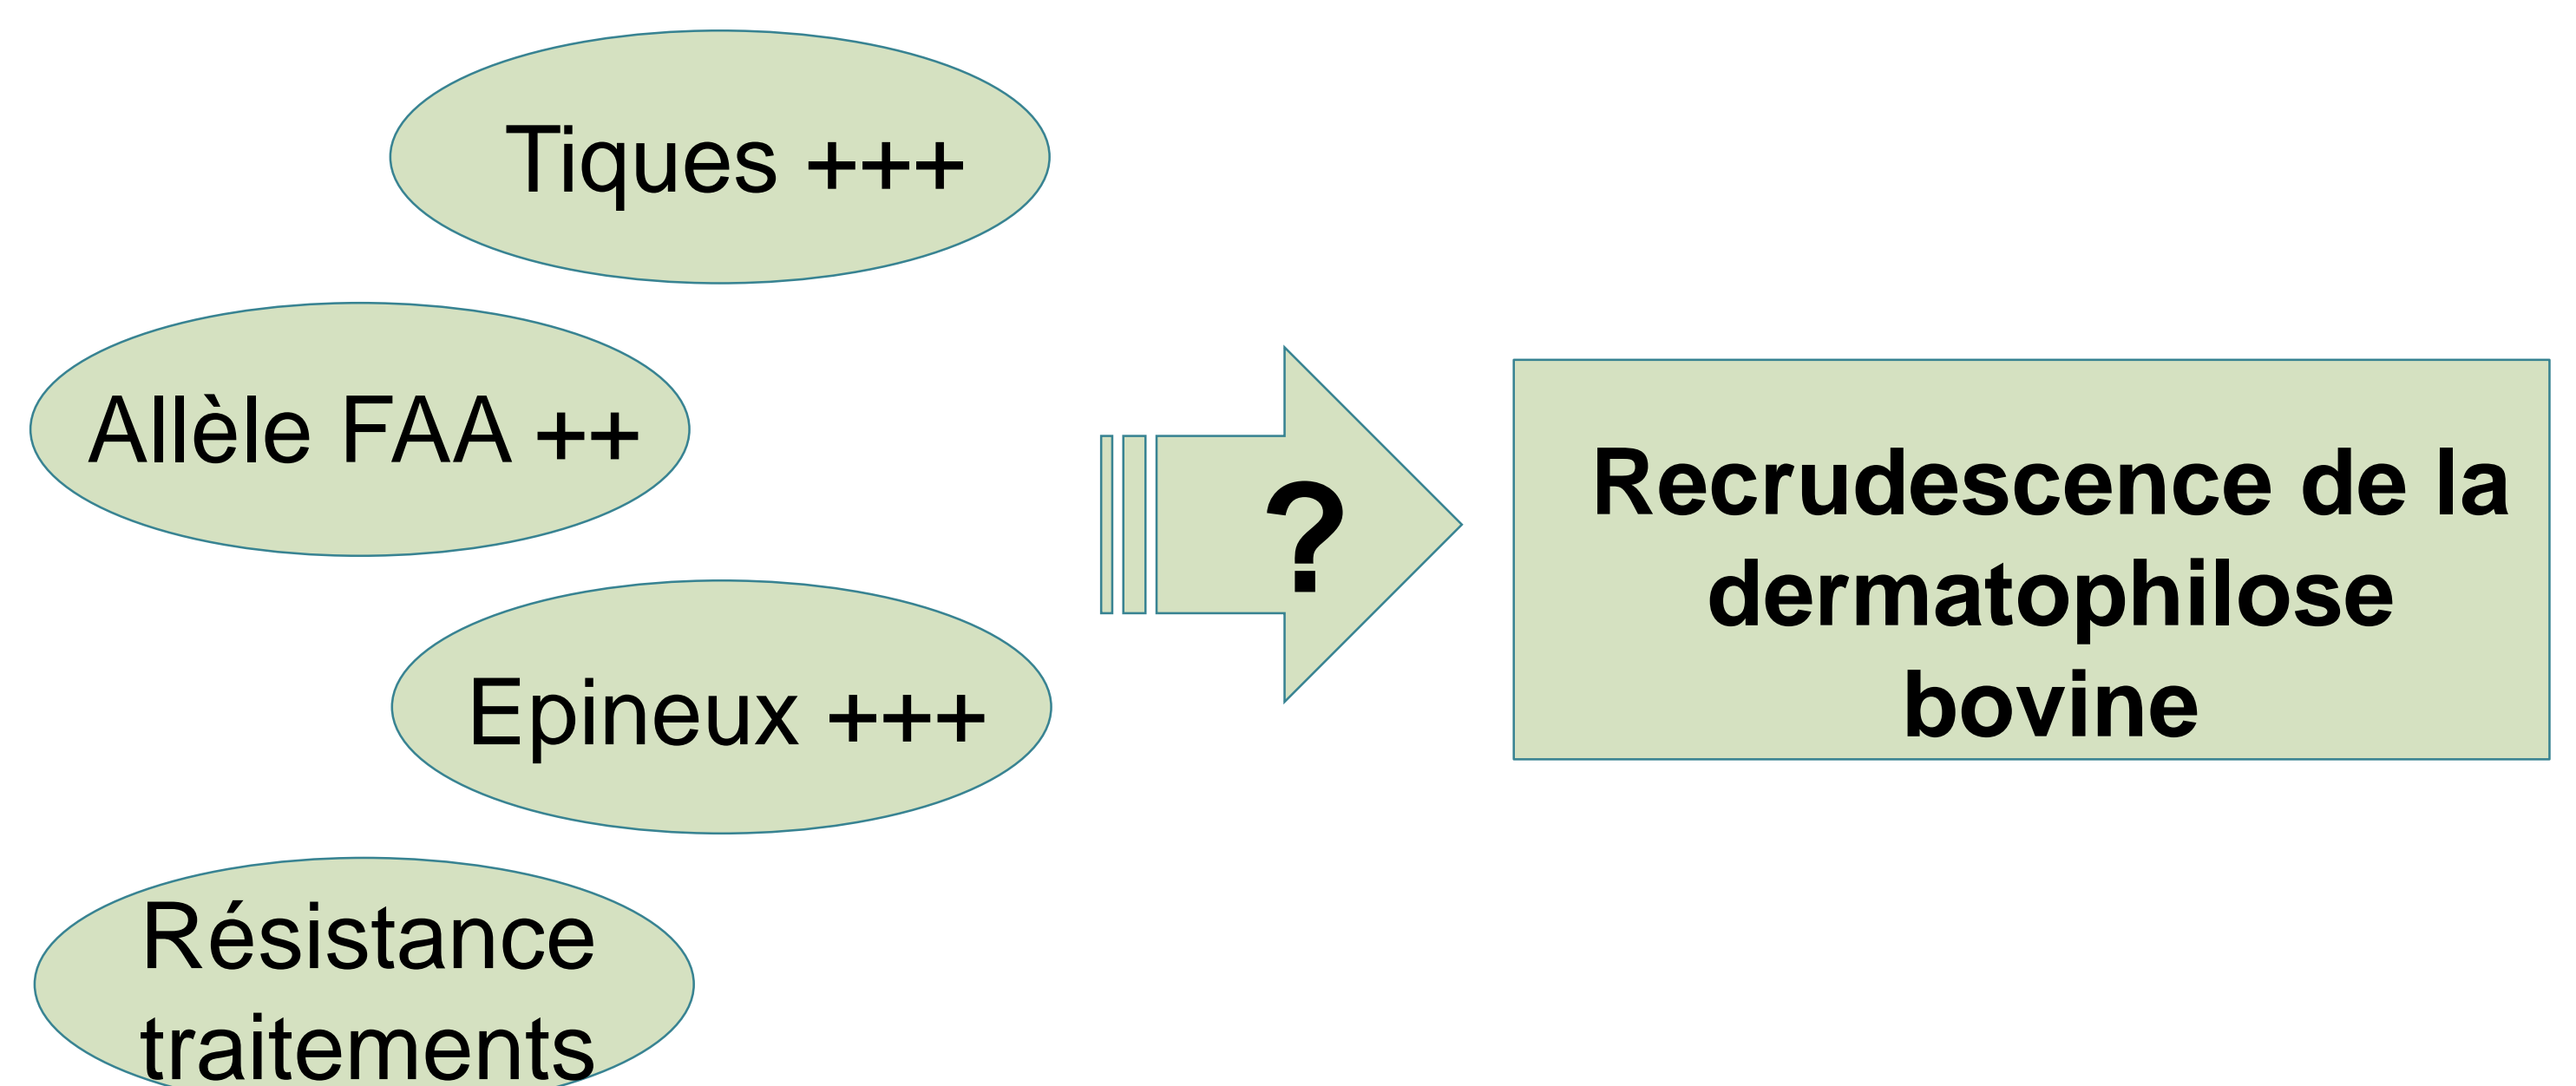 Tiques +++
Allèle FAA ++
Epineux +++
Résistance
traitements
?
Recrudescence de la
dermatophilose
bovine